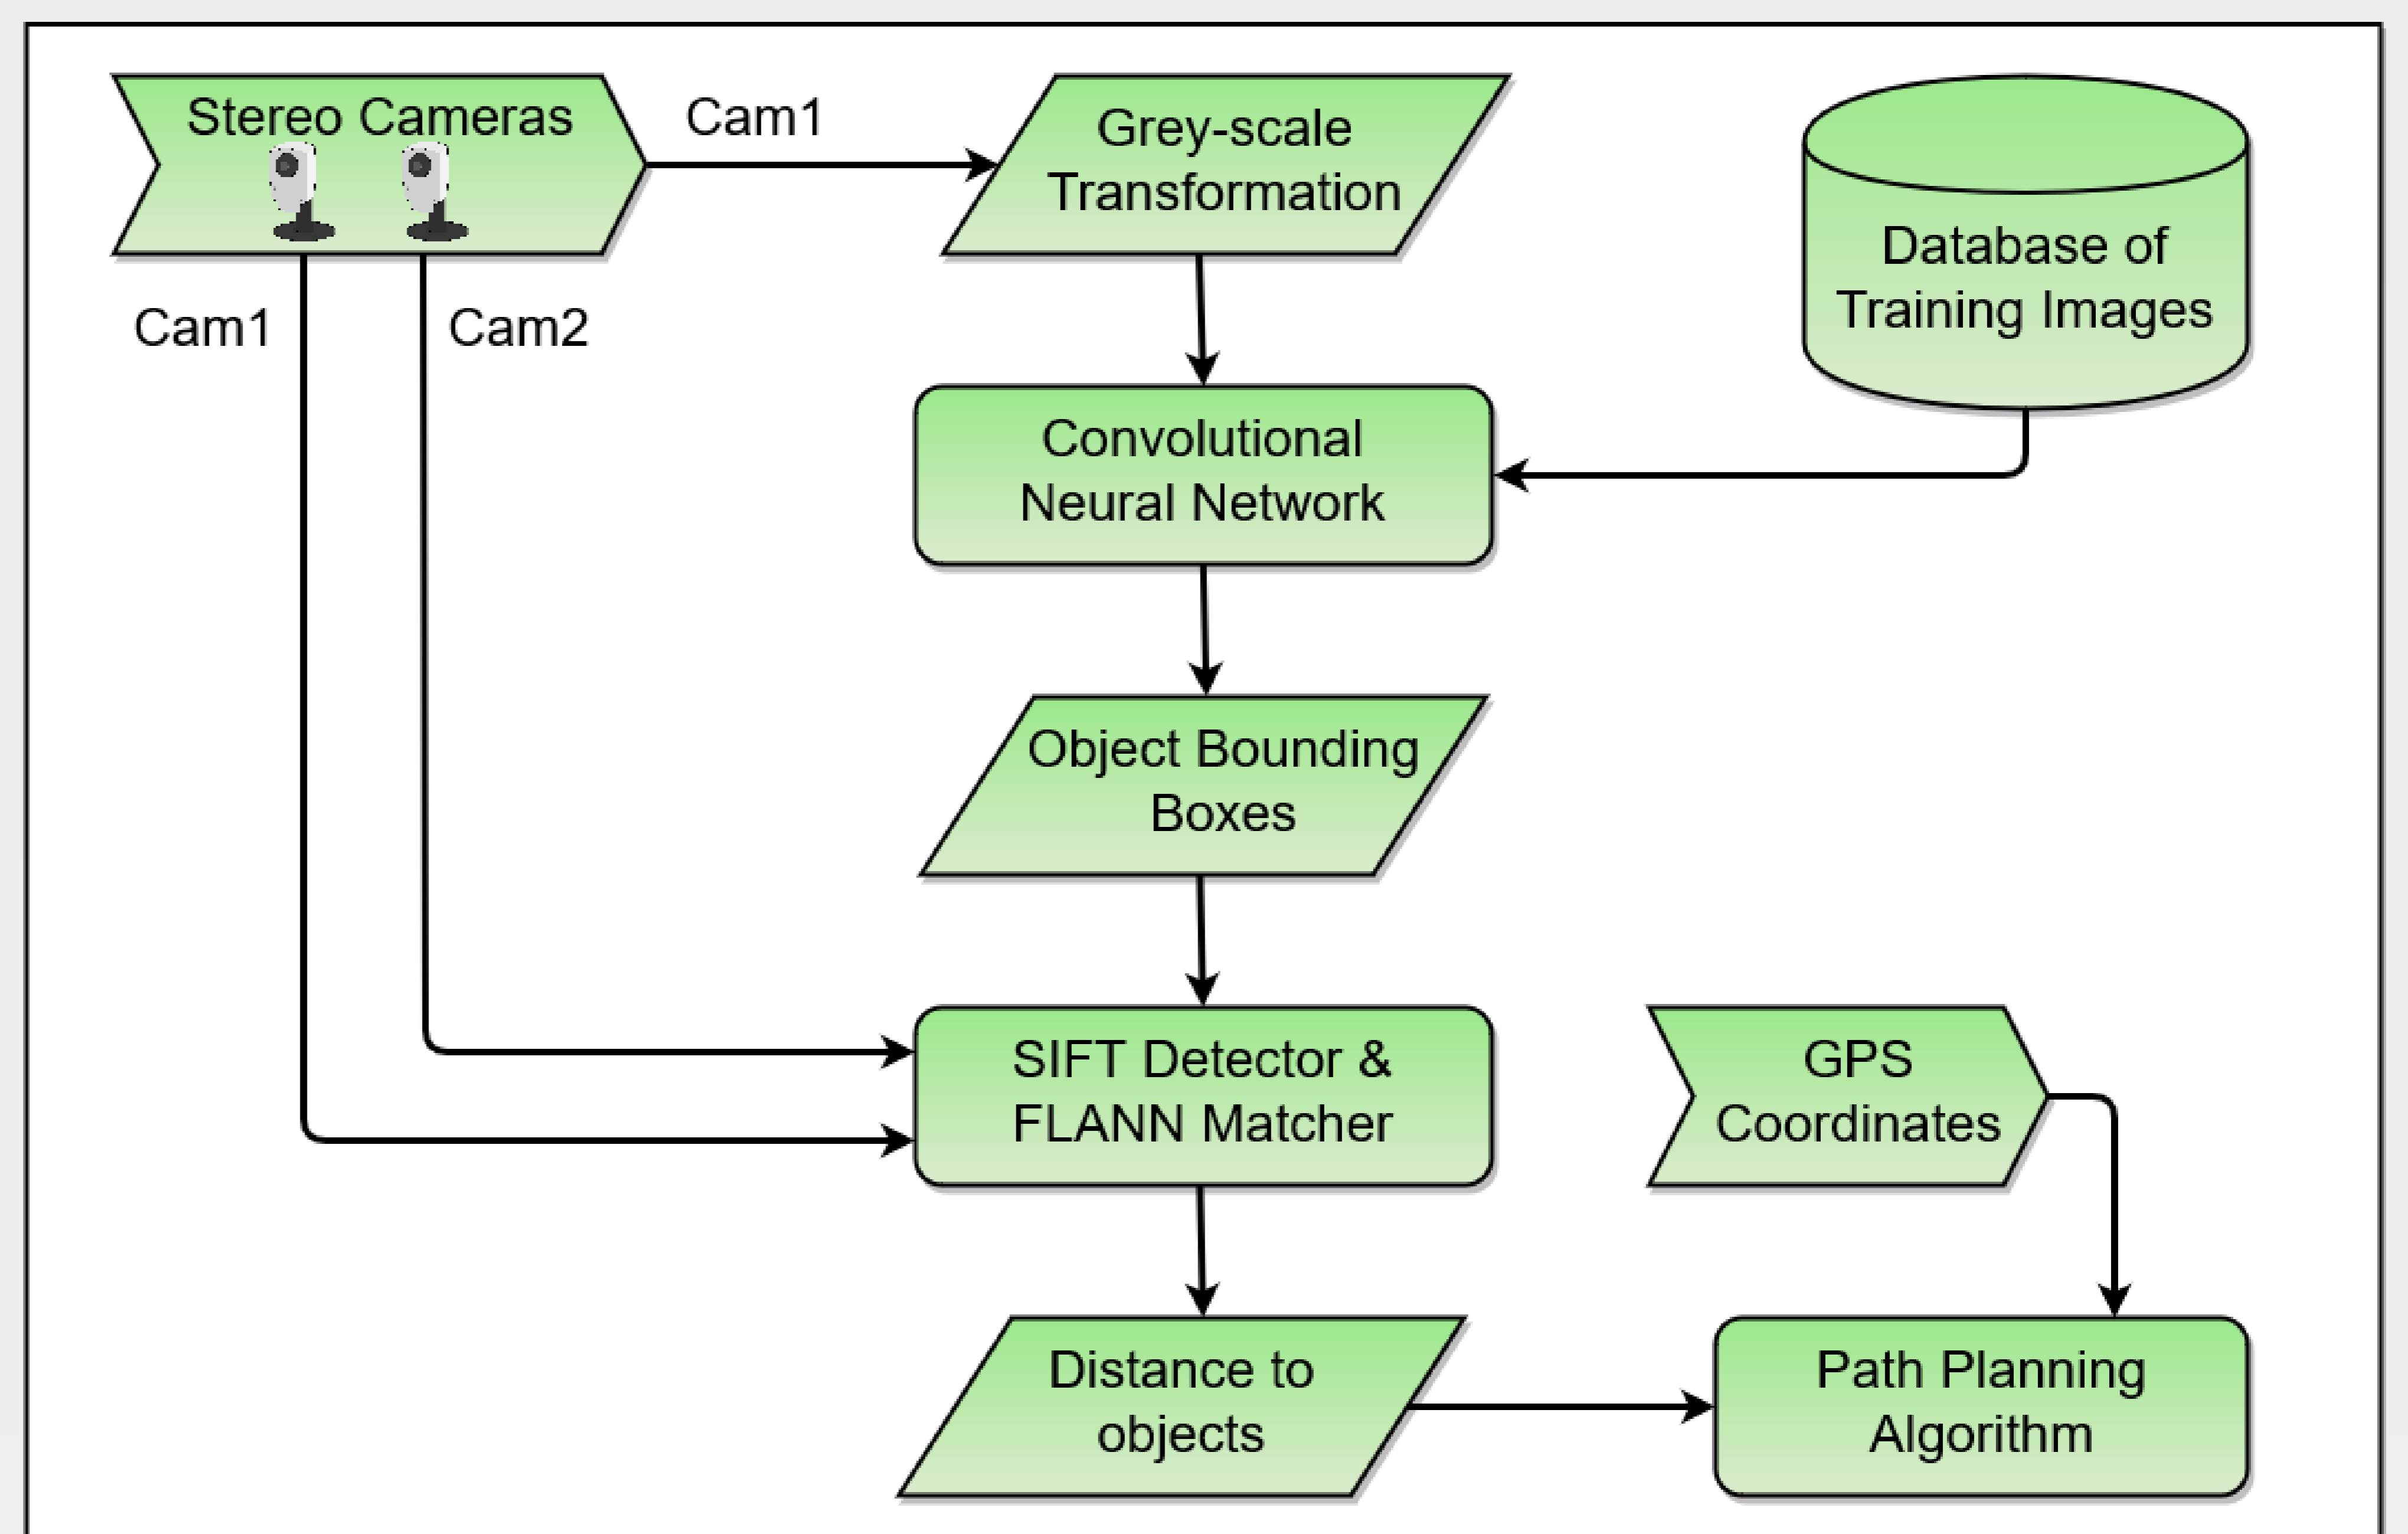 Stereo Cameras
Cam1
Grey-scale
Transformation
Database of
Training Images
Cam1
Cam2
Convolutional
Neural Network
Object Bounding
Boxes
SIFT Detector &
FLANN Matcher
GPS
Coordinates
Distance to
objects
Path Planning
Algorithm